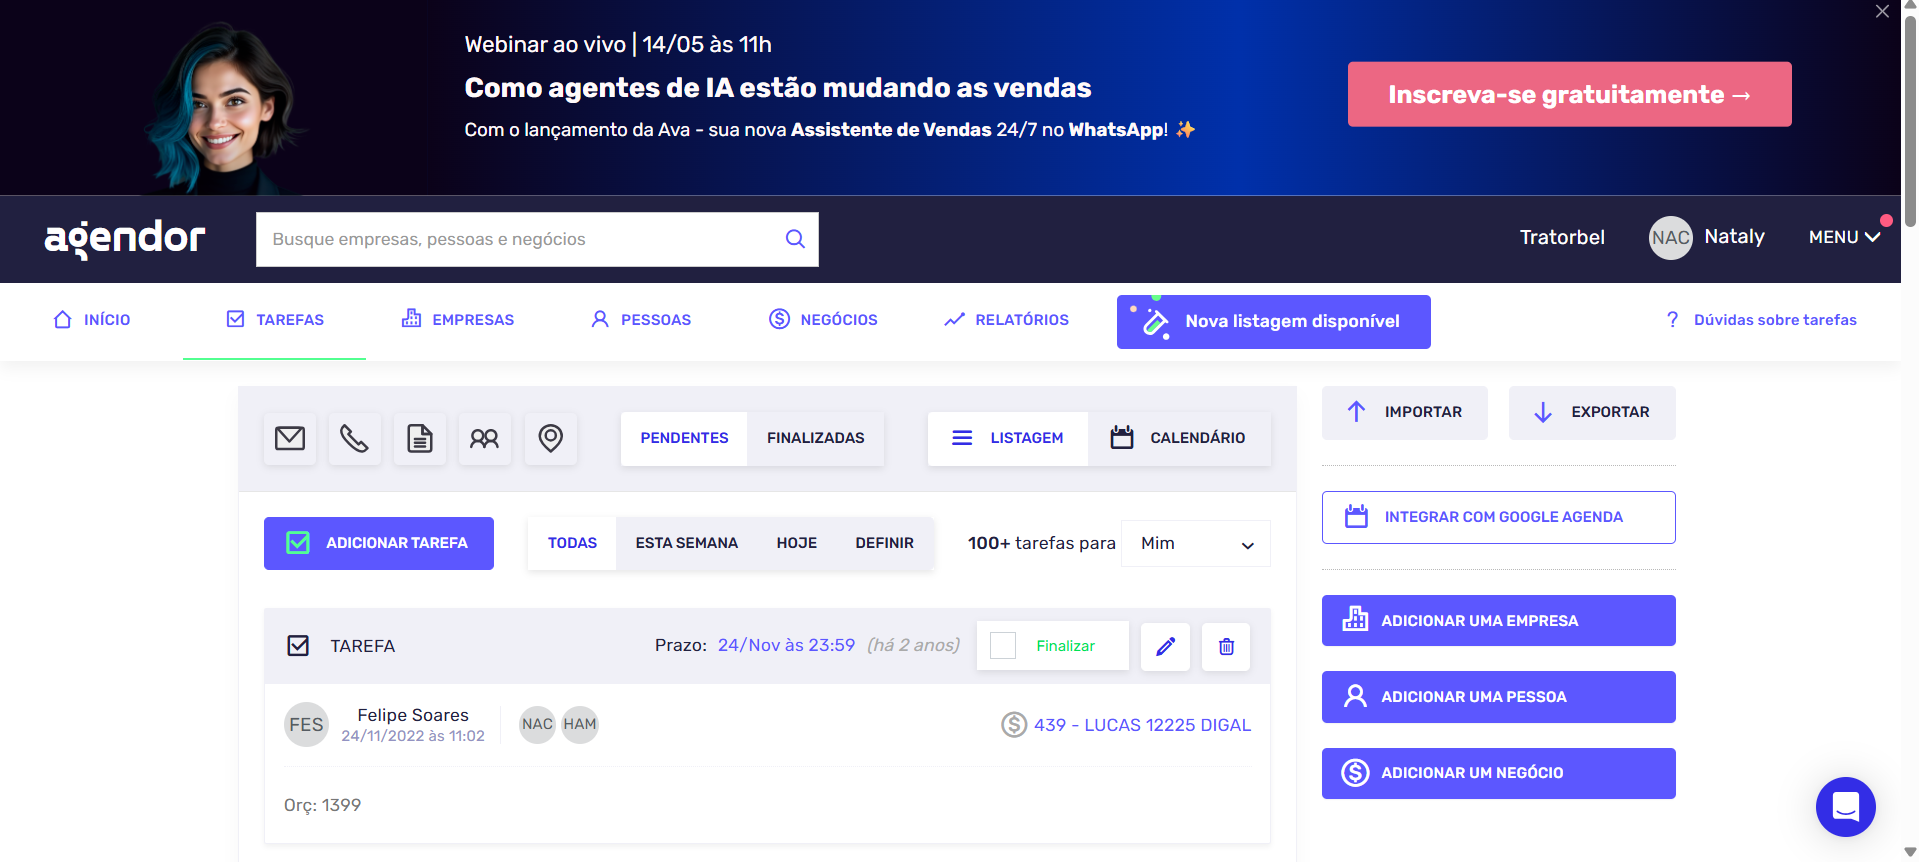 Webinar ao vivo | 14/05 às 11h
Como agentes de IA estão mudando as vendas
Com o lançamento da Ava - sua nova Assistente de Vendas 24/7 no WhatsApp! ✨
Inscreva-se gratuitamente →
agendor
Busque empresas, pessoas e negócios
Tratorbel
NAC Nataly
MENU
INÍCIO
TAREFAS
EMPRESAS
PESSOAS
NEGÓCIOS
RELATÓRIOS
Nova listagem disponível
? Dúvidas sobre tarefas
PENDENTES
FINALIZADAS
LISTAGEM
CALENDÁRIO
IMPORTAR
EXPORTAR
ADICIONAR TAREFA
TODAS
ESTA SEMANA
HOJE
DEFINIR
100+ tarefas para
Mim
INTEGRAR COM GOOGLE AGENDA
TAREFA
Prazo: 24/Nov às 23:59 (há 2 anos)
Finalizar
FES
Felipe Soares
24/11/2022 às 11:02
NAC
HAM
439 - LUCAS 12225 DIGAL
Orç: 1399
ADICIONAR UMA EMPRESA
ADICIONAR UMA PESSOA
ADICIONAR UM NEGÓCIO